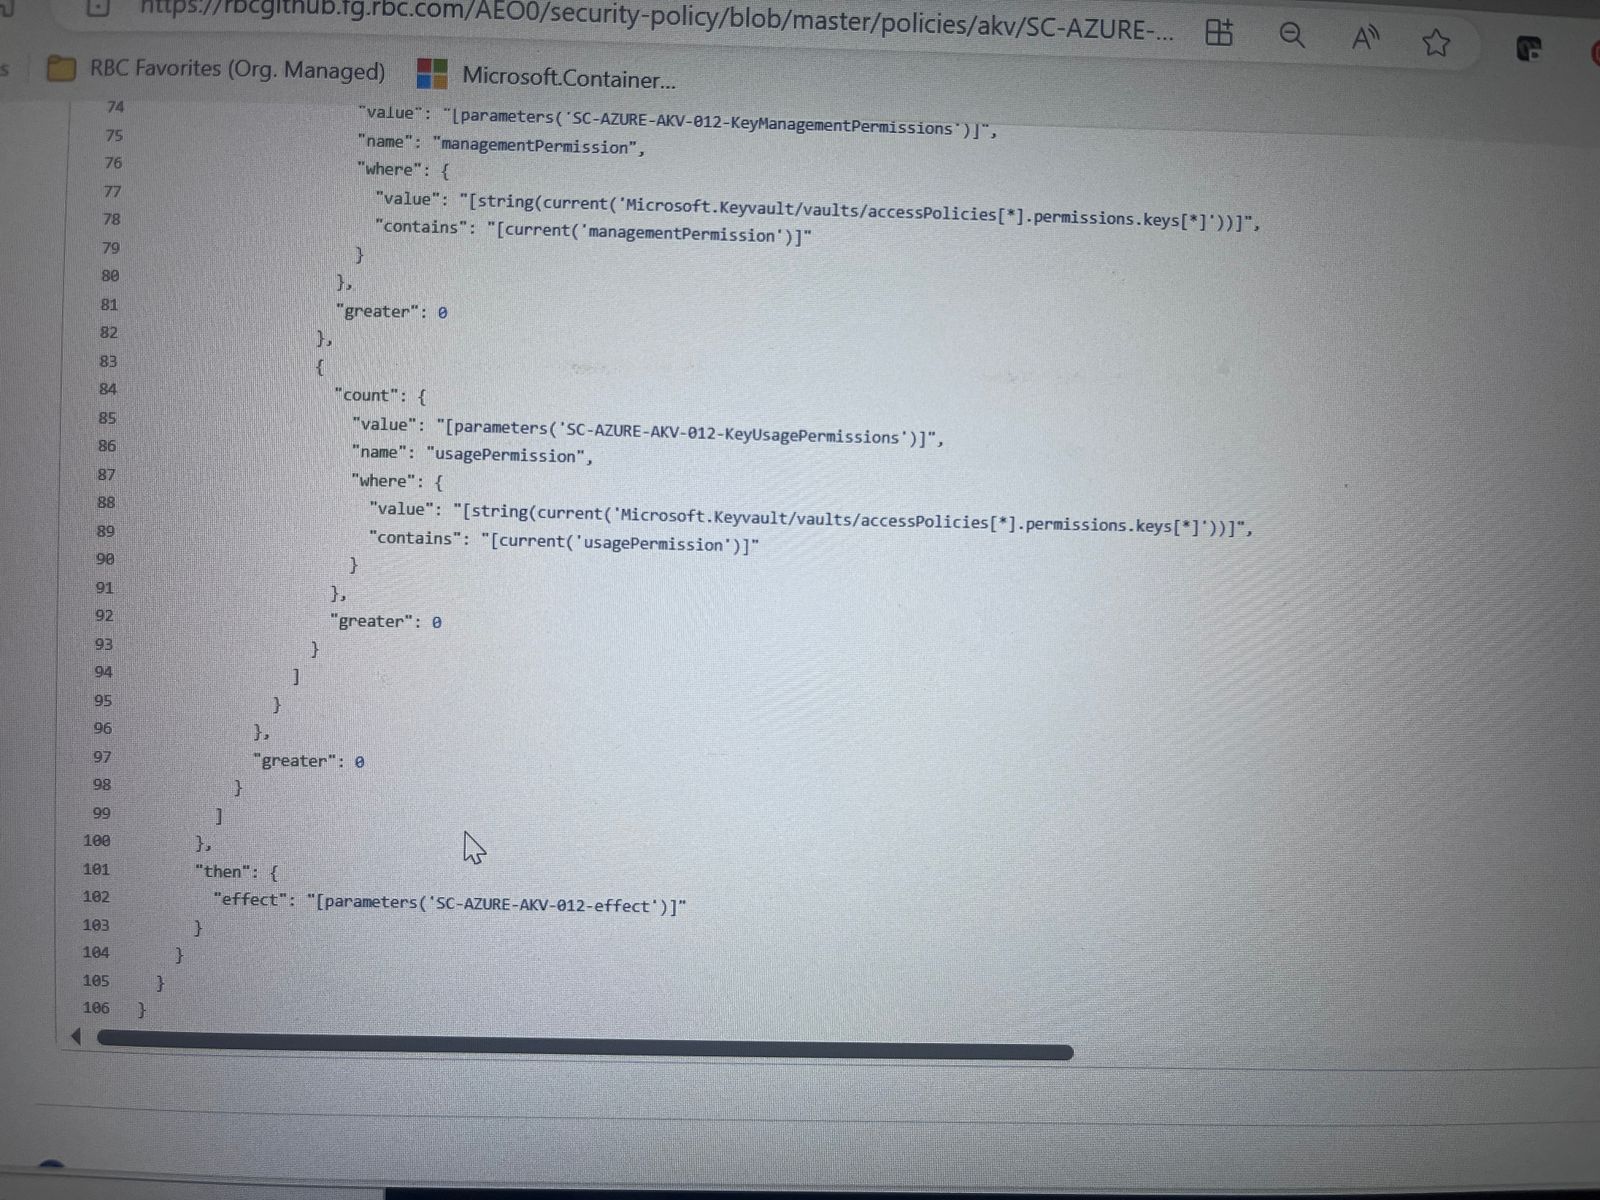 https://rbcgithub.fg.rbc.com/AEO0/security-policy/blob/master/policies/akv/SC-AZURE-...
RBC Favorites (Org. Managed) Microsoft.Container...
74 "value": "[parameters('SC-AZURE-AKV-012-KeyManagementPermissions')]",
75 "name": "managementPermission",
76 "where": {
77 "value": "[string(current('Microsoft.Keyvault/vaults/accessPolicies[*].permissions.keys[*]'))]",
78 "contains": "[current('managementPermission')]"
79 }
80 },
81 "greater": 0
82 },
83 {
84 "count": {
85 "value": "[parameters('SC-AZURE-AKV-012-KeyUsagePermissions')]",
86 "name": "usagePermission",
87 "where": {
88 "value": "[string(current('Microsoft.Keyvault/vaults/accessPolicies[*].permissions.keys[*]'))]",
89 "contains": "[current('usagePermission')]"
90 }
91 },
92 "greater": 0
93 }
94 ]
95 }
96 },
97 "greater": 0
98 }
99 ]
100 },
101 "then": {
102 "effect": "[parameters('SC-AZURE-AKV-012-effect')]"
103 }
104 }
105 }
106 }